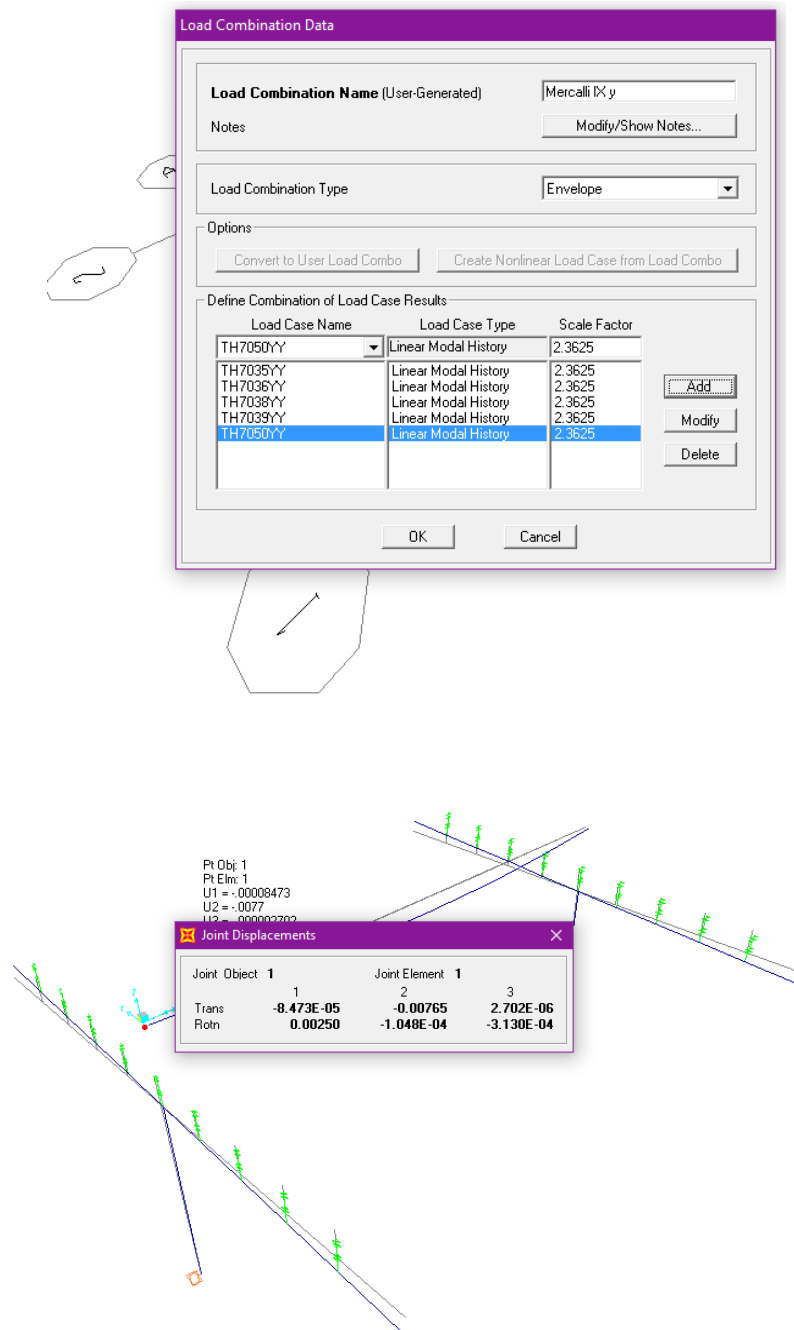 Load Combination Data
Load Combination Name (User-Generated) Mercalli IX y
Notes Modify/Show Notes...
Load Combination Type Envelope
Options
Convert to User Load Combo Create Nonlinear Load Case from Load Combo
Define Combination of Load Case Results
Load Case Name Load Case Type Scale Factor
TH7050YY Linear Modal History 2.3625
TH7035YY Linear Modal History 2.3625
TH7036YY Linear Modal History 2.3625
TH7038YY Linear Modal History 2.3625
TH7039YY Linear Modal History 2.3625
TH7050YY Linear Modal History 2.3625
Add
Modify
Delete
OK Cancel
Pt Obj: 1
Pt Elm: 1
U1 = -.00008473
U2 = -.0077
U3 = .000002702
Joint Displacements
Joint Object 1 Joint Element 1
1 2 3
Trans -8.473E-05 -0.00765 2.702E-06
Rotn 0.00250 -1.048E-04 -3.130E-04